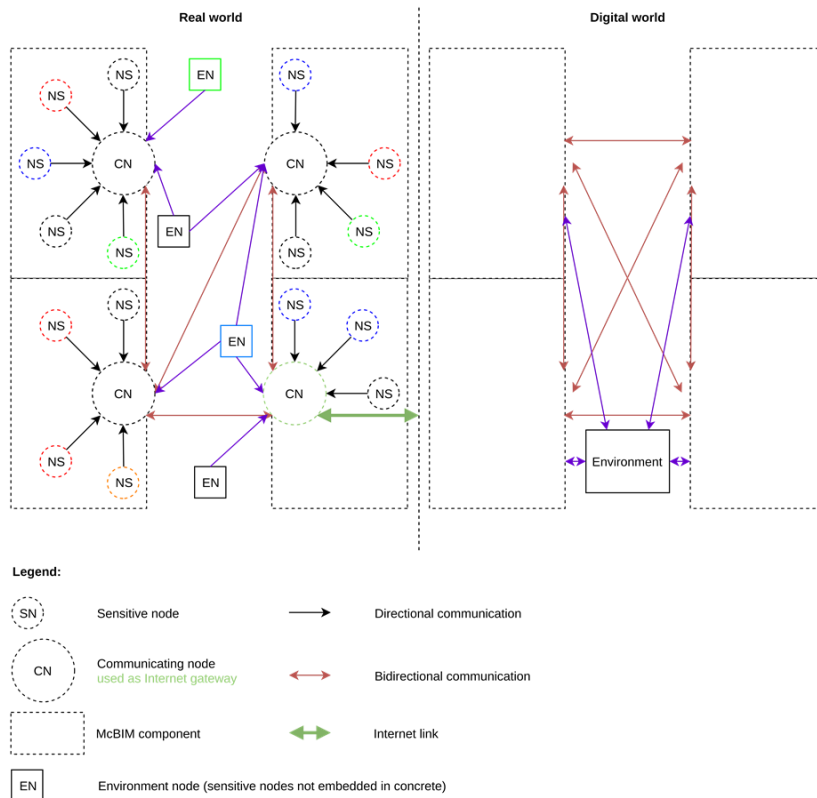 Real world
Digital world
NS
EN
NS
NS
NS
CN
CN
NS
NS
NS
EN
NS
NS
NS
NS
NS
NS
NS
EN
CN
CN
NS
NS
Environment
NS
EN
Legend:
SN
Sensitive node
Directional communication
Communicating node
CN
used as Internet gateway
Bidirectional communication
McBIM component
Internet link
EN
Environment node (sensitive nodes not embedded in concrete)